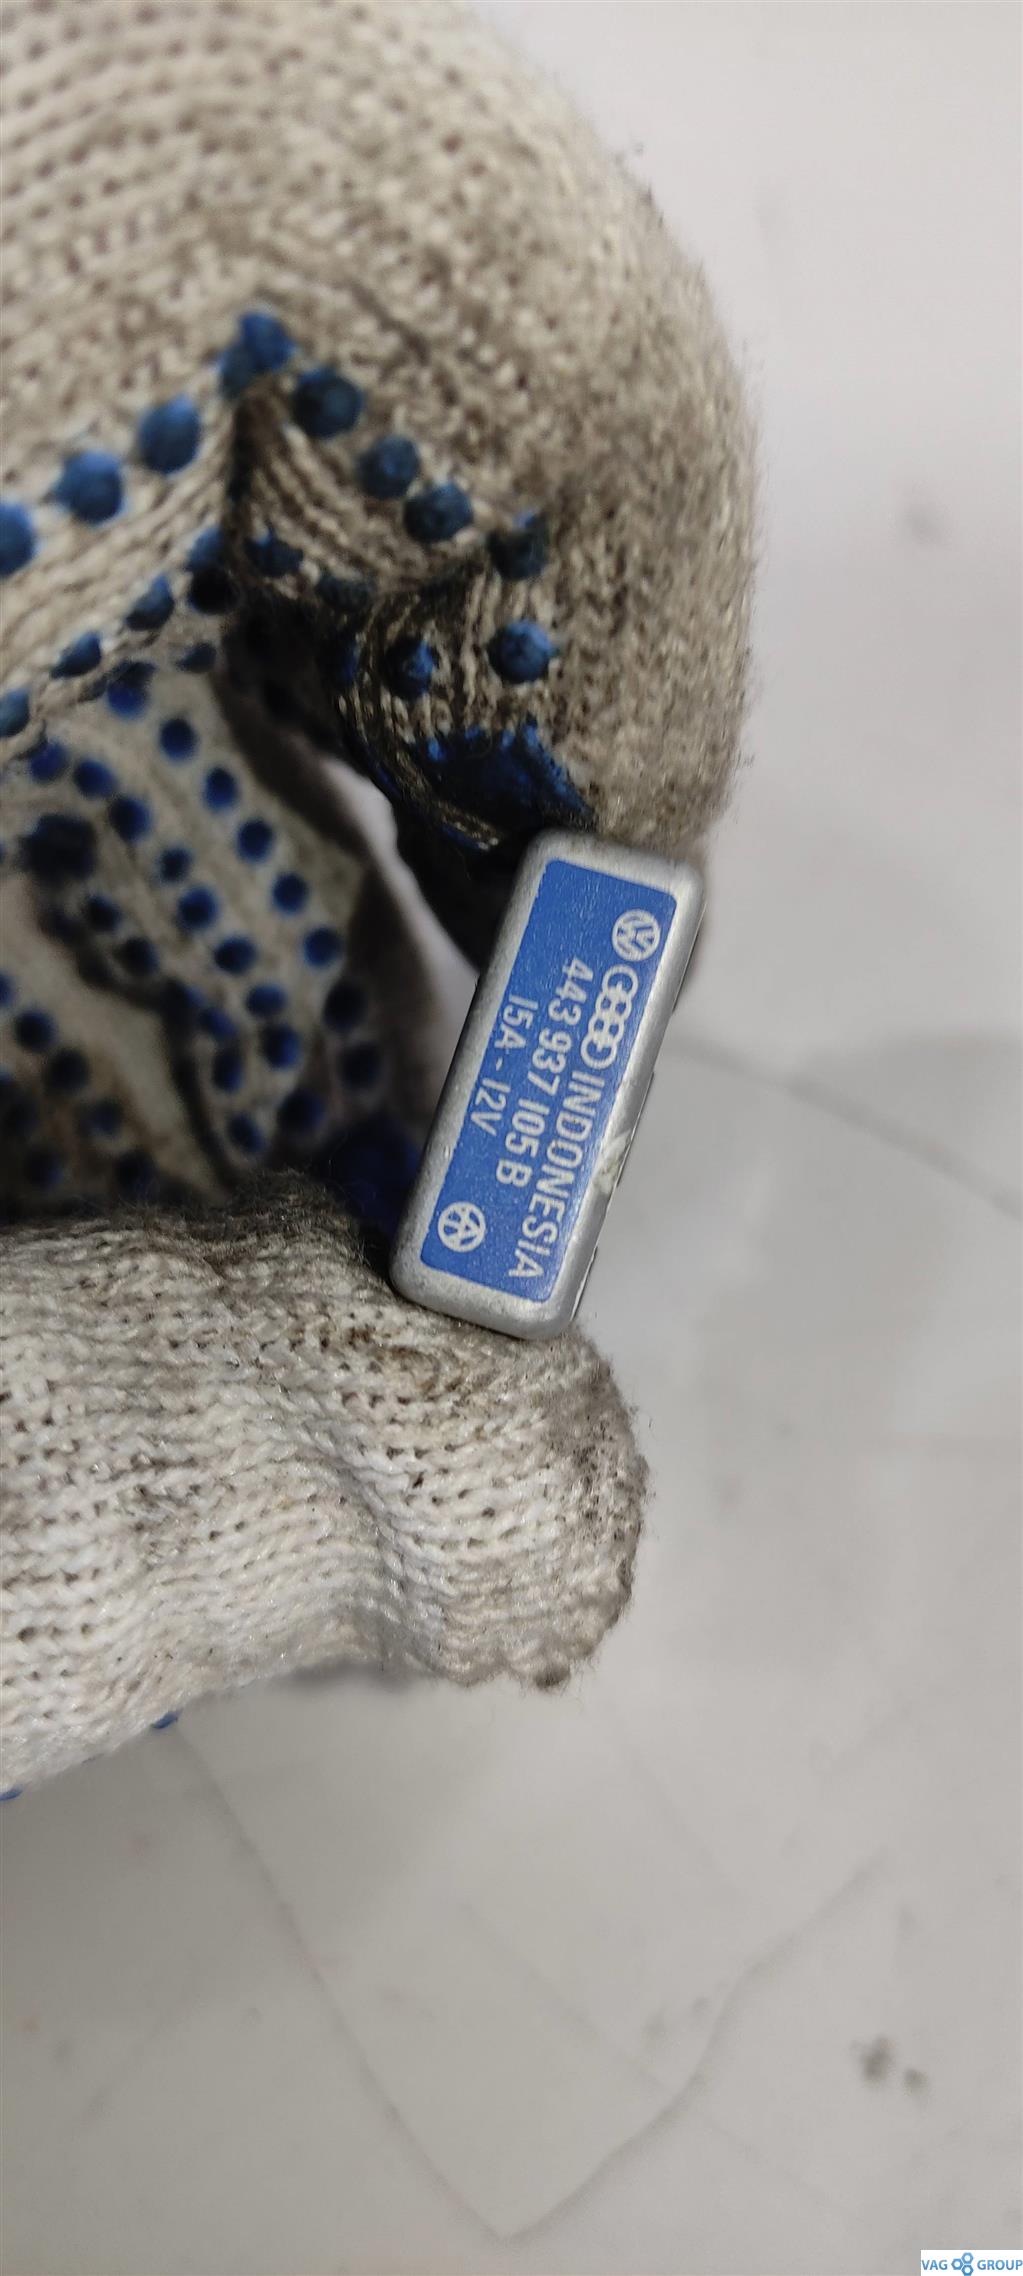 INDONESIA
443 937 105 B
15A - 12V
VAG GROUP